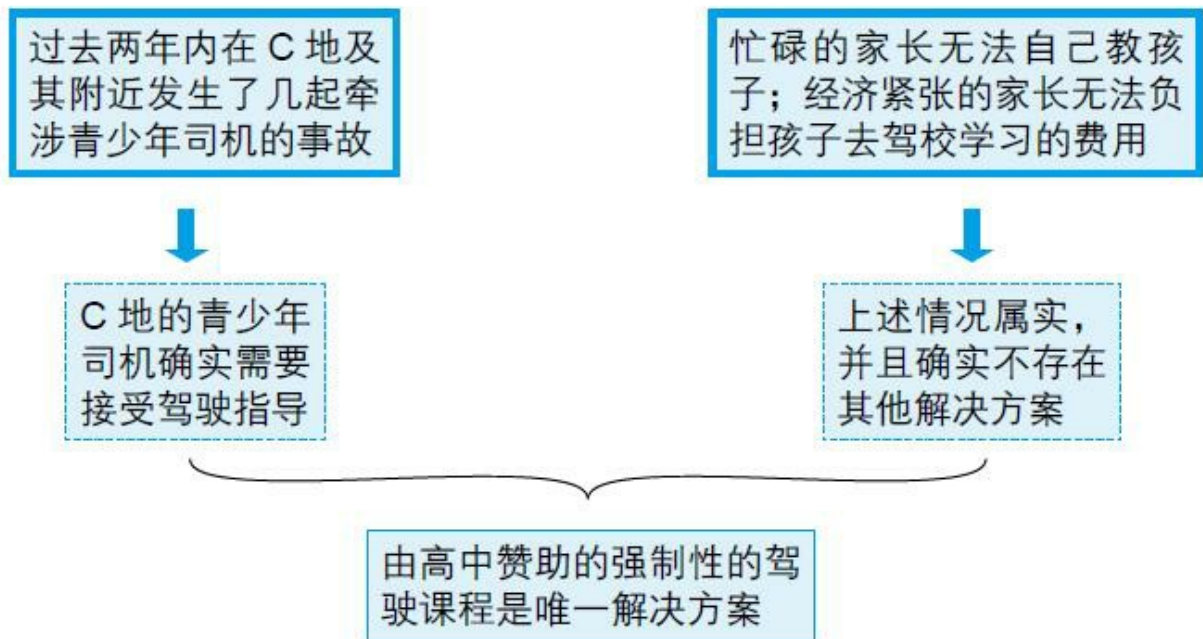 过去两年内在 C 地及
其附近发生了几起牵
涉青少年司机的事故
忙碌的家长无法自己教孩
子；经济紧张的家长无法负
担孩子去驾校学习的费用
C 地的青少年
司机确实需要
接受驾驶指导
上述情况属实，
并且确实不存在
其他解决方案
由高中赞助的强制性的驾
驶课程是唯一解决方案